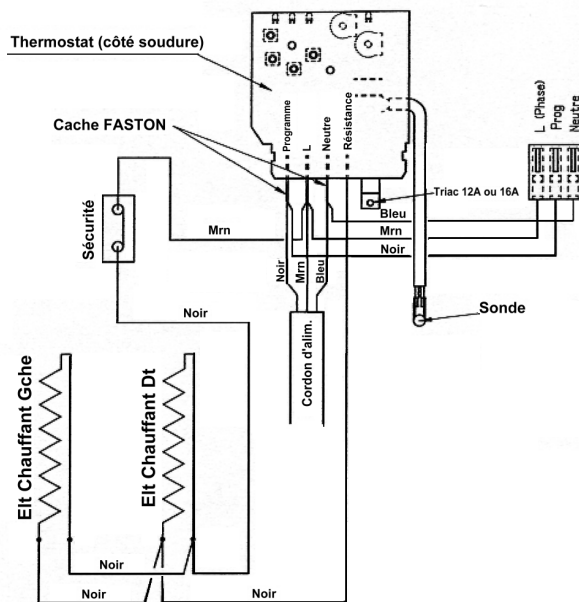 Thermostat (côté soudure)
Cache FASTON
Programme
L
Neutre
Résistance
L (Phase)
Prog
Neutre
Triac 12A ou 16A
Bleu
Mrn
Noir
Sécurité
Mrn
Noir
Mrn
Bleu
Noir
Cordon d'alim.
Sonde
Elt Chauffant Gche
Elt Chauffant Dt
Noir
Noir
Noir